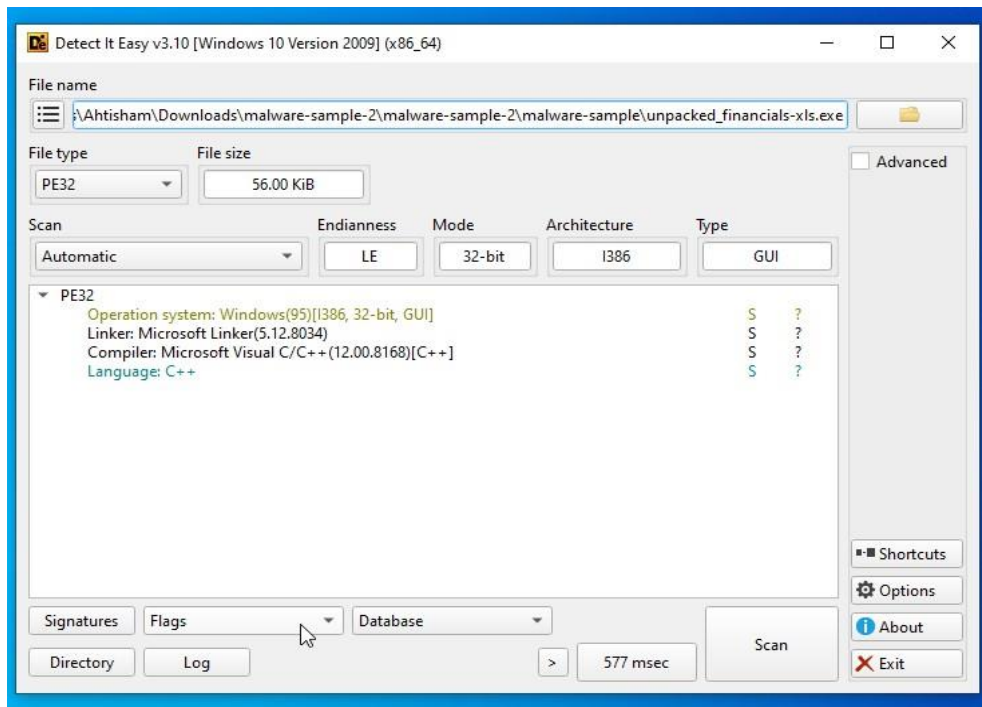 Detect It Easy v3.10 [Windows 10 Version 2009] (x86_64)
File name
\Ahtisham\Downloads\malware-sample-2\malware-sample-2\malware-sample\unpacked_financials-xls.exe
File type File size
Advanced
PE32 56.00 KiB
Scan Endianness Mode Architecture Type
Automatic LE 32-bit I386 GUI
PE32
Operation system: Windows(95)[I386, 32-bit, GUI] S ?
Linker: Microsoft Linker(5.12.8034) S ?
Compiler: Microsoft Visual C/C++(12.00.8168)[C++] S ?
Language: C++ S ?
Shortcuts
Options
Signatures Flags Database
About
Scan
Directory Log > 577 msec
Exit